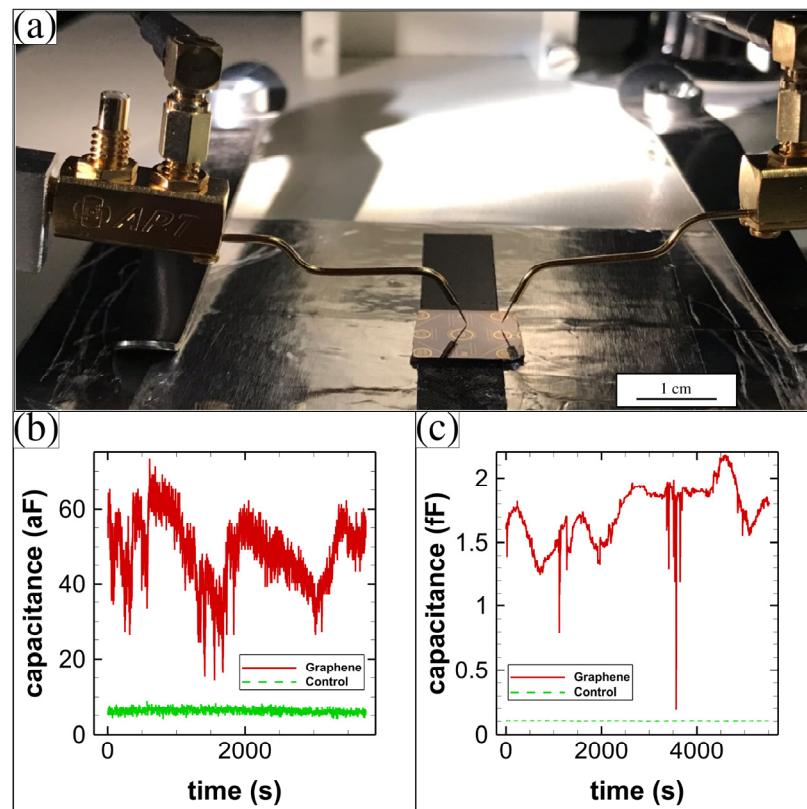 (a)
APT
1 cm
(b)
capacitance (aF)
60
40
20
0
Graphene
Control
0
2000
time (s)
(c)
capacitance (fF)
2
1.5
1
0.5
0
Graphene
Control
0
2000
4000
time (s)